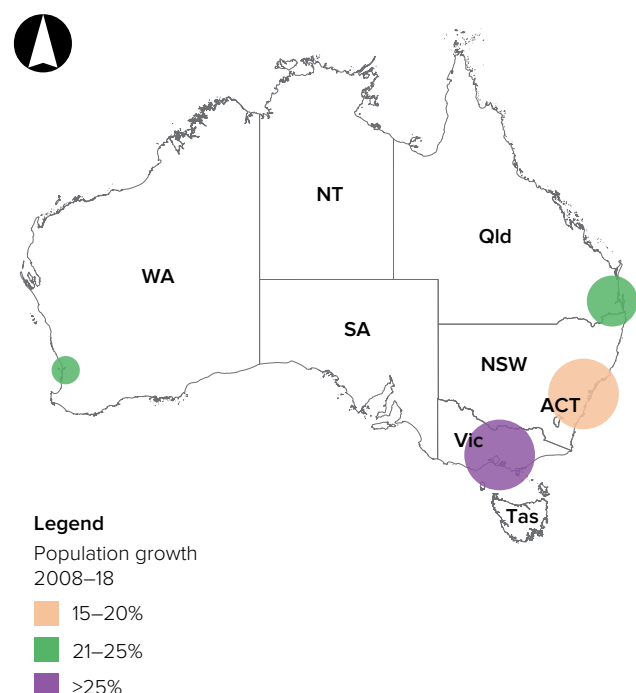 NT
Qld
WA
SA
NSW
ACT
Vic
Tas
Legend
Population growth
2008–18
15–20%
21–25%
>25%